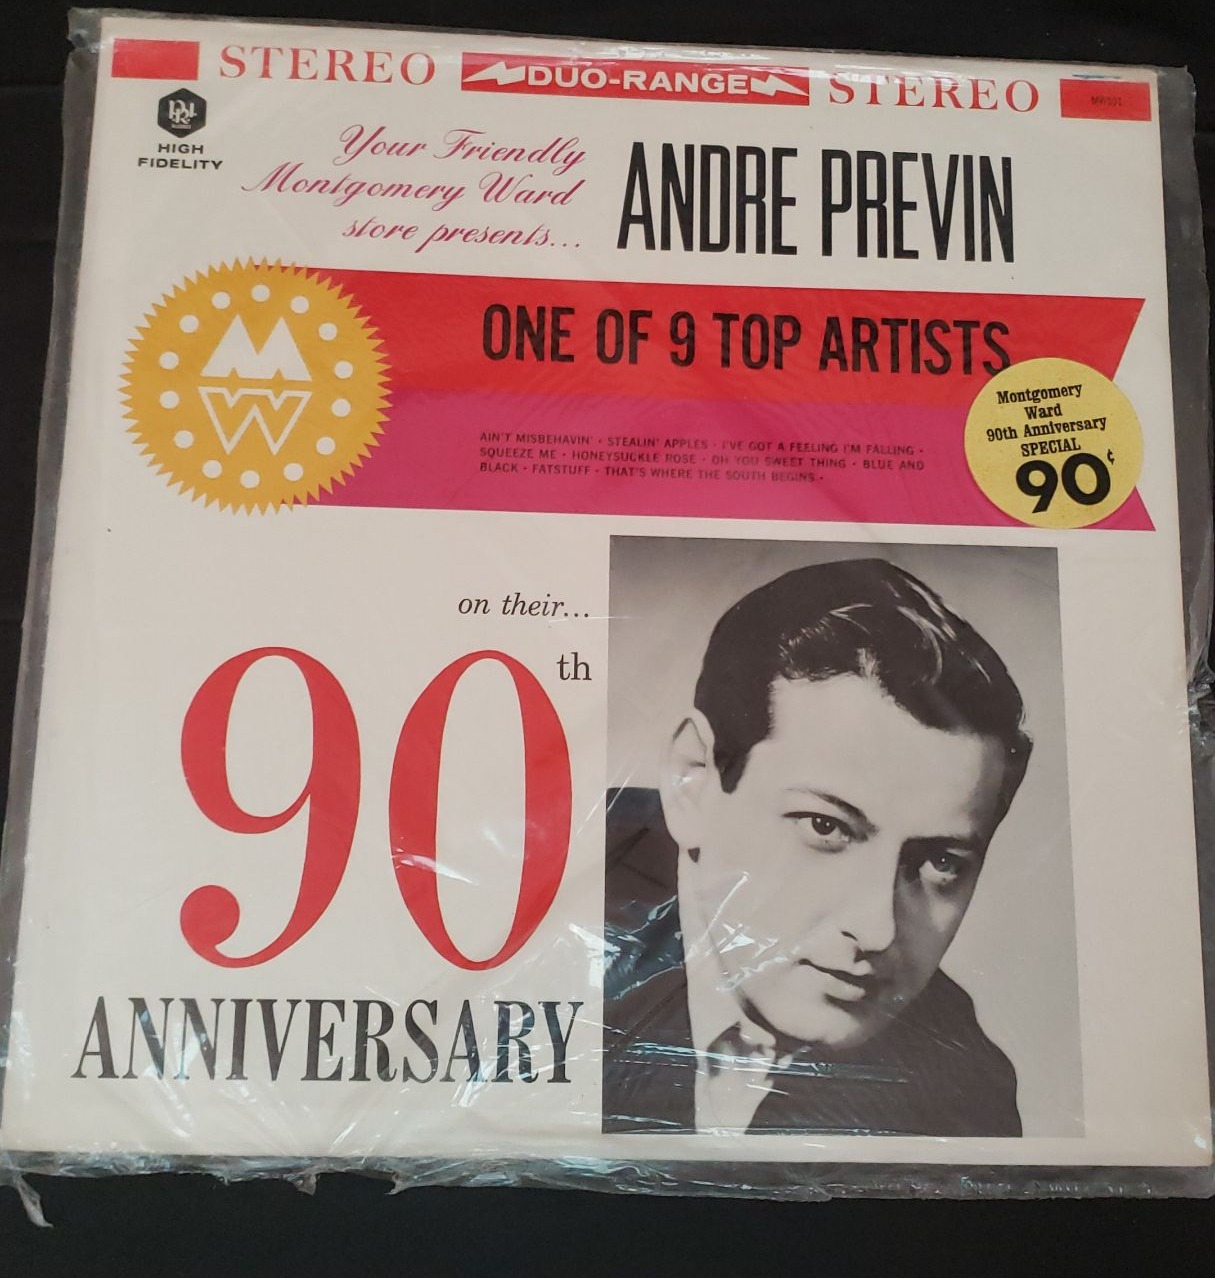 STEREO DUO-RANGE STEREO
HIGH
FIDELITY
Your Friendly
Montgomery Ward
store presents...
ANDRE PREVIN
MW
ONE OF 9 TOP ARTISTS
AIN'T MISBEHAVIN' • STEALIN' APPLES • I'VE GOT A FEELING I'M FALLING •
SQUEEZE ME • HONEYSUCKLE ROSE • OH YOU SWEET THING • BLUE AND
BLACK • FATSTUFF • THAT'S WHERE THE SOUTH BEGINS •
Montgomery
Ward
90th Anniversary
SPECIAL
90¢
on their...
90th
ANNIVERSARY